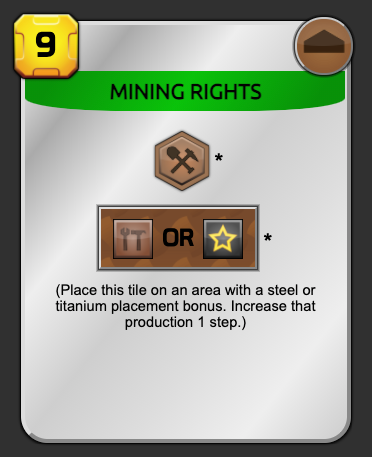 9
MINING RIGHTS
*
OR *
(Place this tile on an area with a steel or
titanium placement bonus. Increase that
production 1 step.)